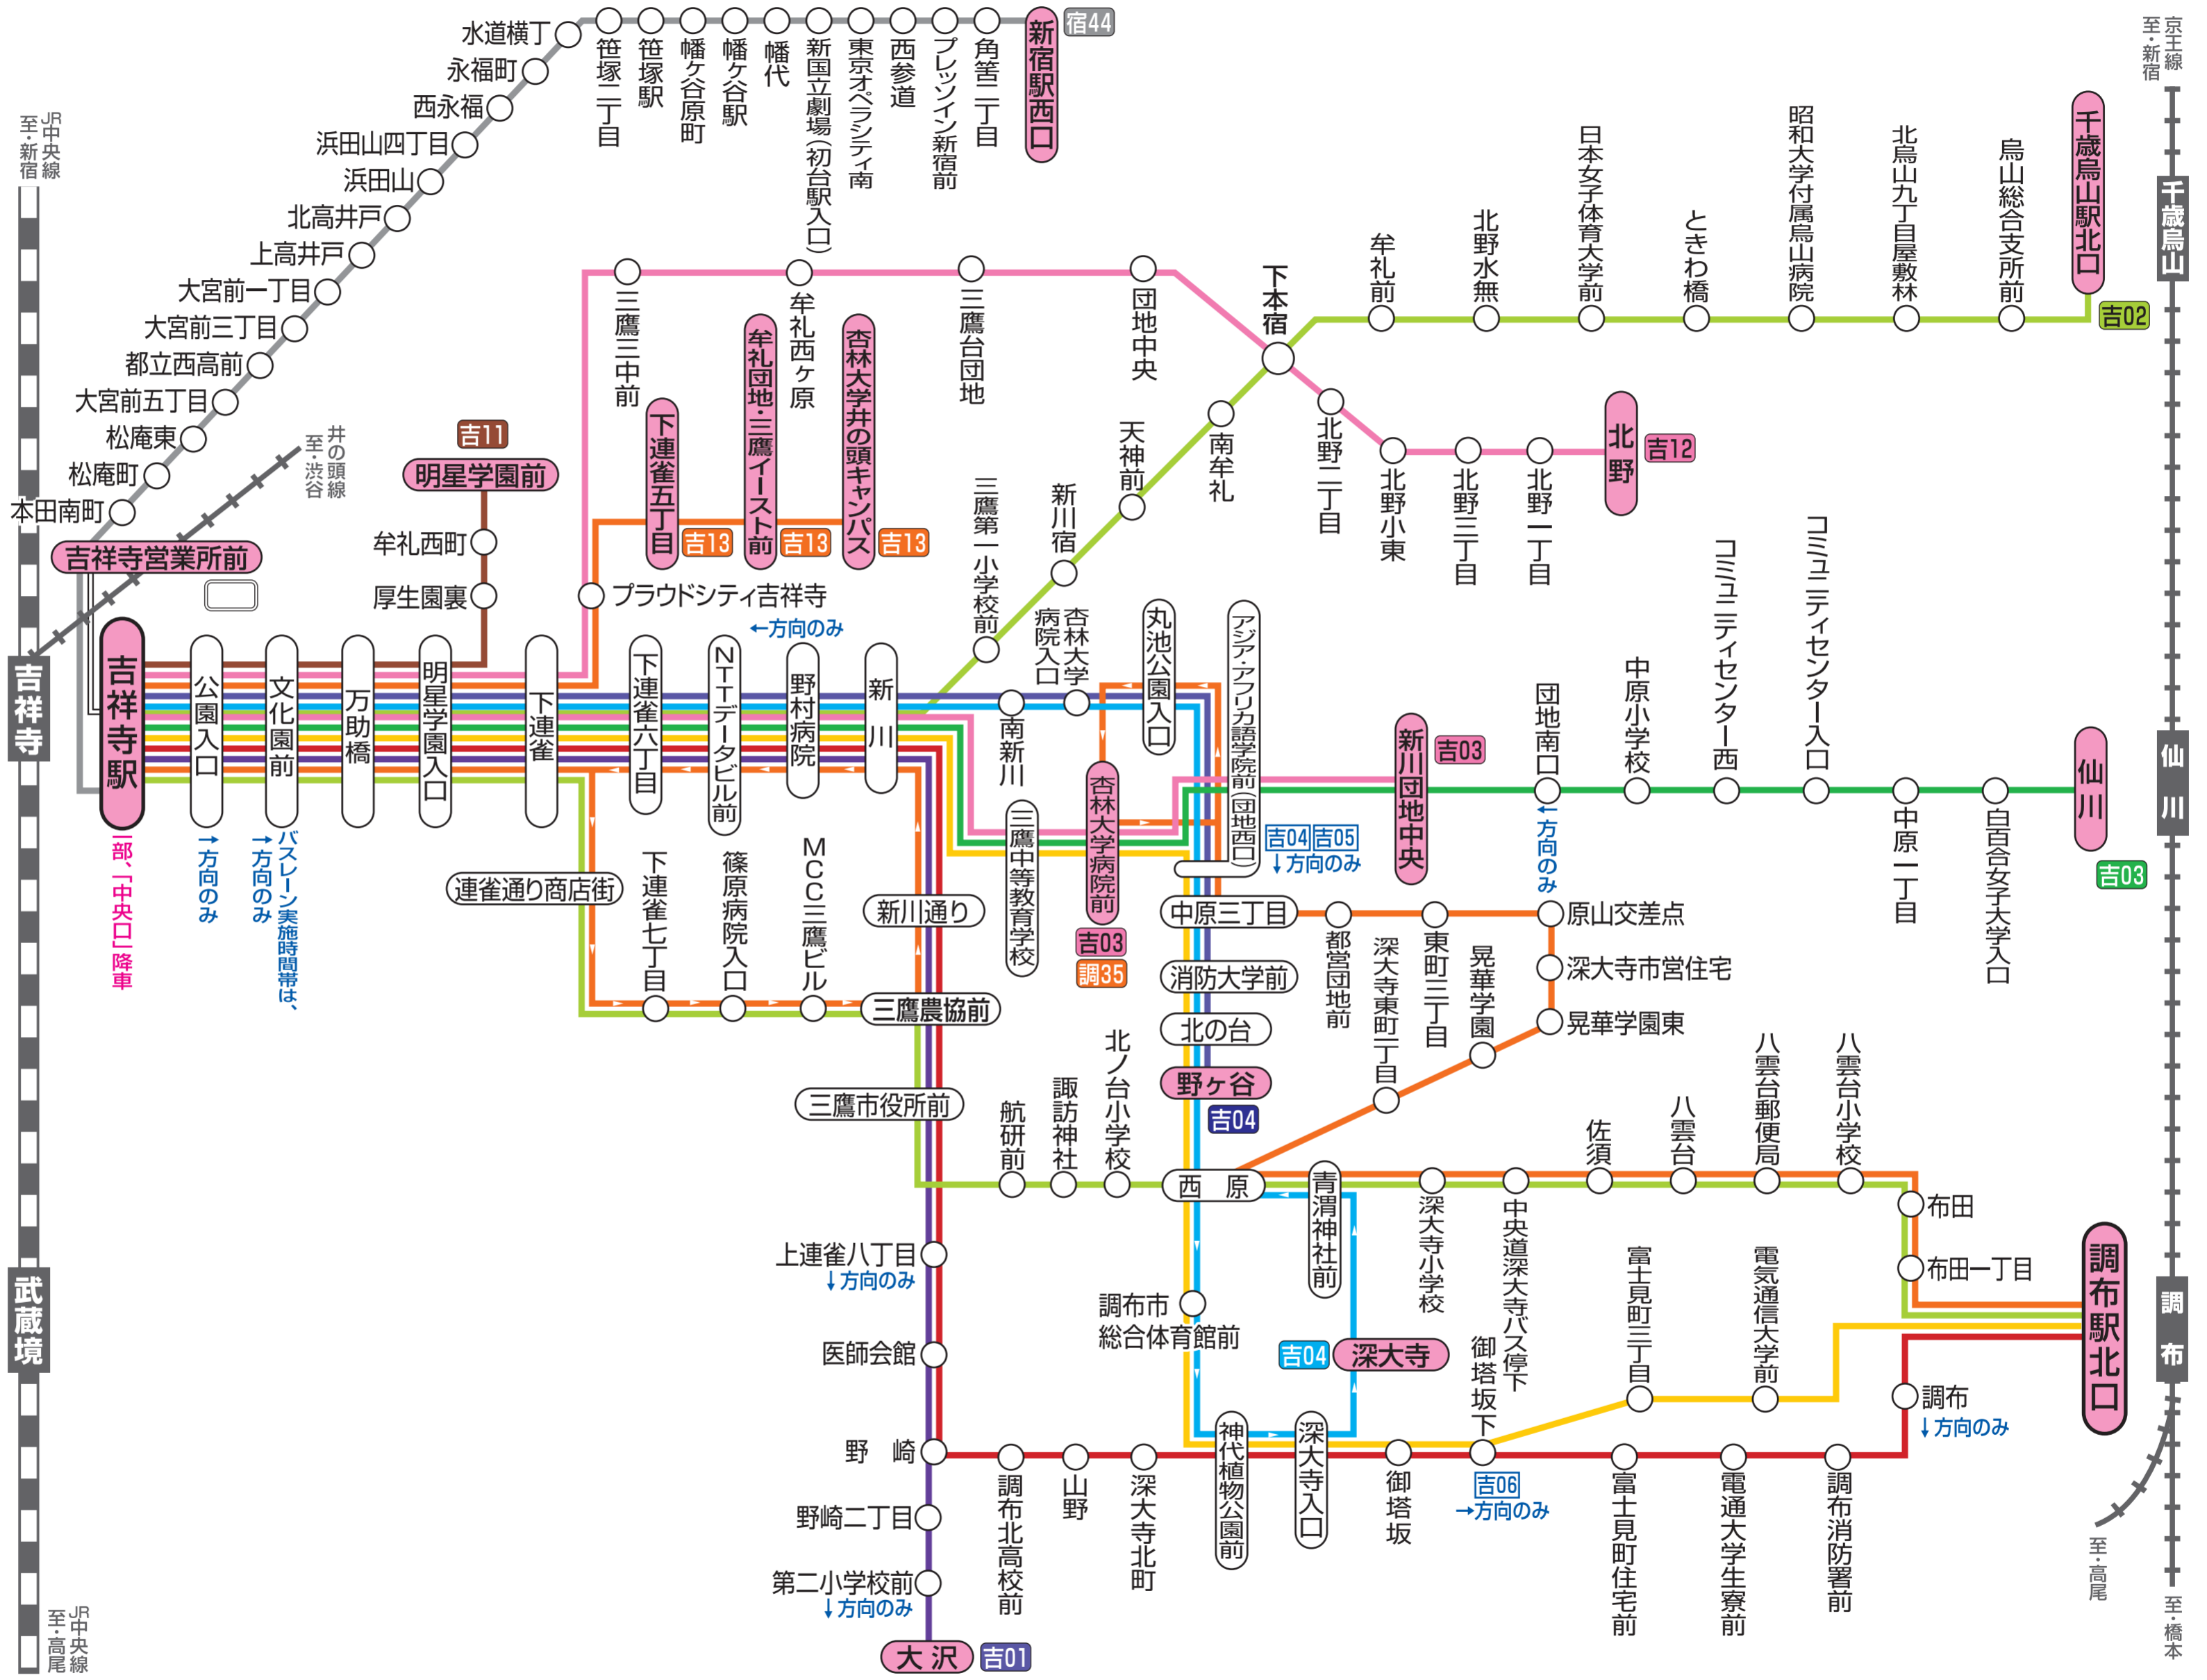 水道横丁
永福町
西永福
浜田山四丁目
浜田山
北高井戸
上高井戸
大宮前一丁目
大宮前三丁目
都立西高前
大宮前五丁目
松庵東
松庵町
本田南町
笹塚二丁目
笹塚駅
幡ヶ谷原町
幡ヶ谷駅
幡代
新国立劇場(初台駅入口)
東京オペラシティ南
西参道
プレッソイン新宿前
角筈二丁目
新宿駅西口
宿44
JR中央線
至・新宿
京王線
至・新宿
井の頭線
至・渋谷
吉祥寺営業所前
吉祥寺
武蔵境
JR中央線
至・高尾
吉祥寺駅
一部、「中央口」降車
公園入口
→方向のみ
文化園前
バスレーン実施時間帯は、
→方向のみ
万助橋
明星学園入口
下連雀
吉11
明星学園前
牟礼西町
厚生園裏
三鷹三中前
牟礼西ヶ原
三鷹台団地
団地中央
下本宿
北野二丁目
北野小東
北野三丁目
北野一丁目
北野
吉12
下連雀五丁目
吉13
牟礼団地・三鷹イースト前
吉13
杏林大学井の頭キャンパス
吉13
プラウドシティ吉祥寺
←方向のみ
下連雀六丁目
NTTデータビル前
野村病院
新川
三鷹第一小学校前
新川宿
天神前
南牟礼
牟礼前
北野水無
日本女子体育大学前
ときわ橋
昭和大学付属烏山病院
北烏山九丁目屋敷林
烏山総合支所前
千歳烏山駅北口
吉02
千歳烏山
仙川
調布
南新川
杏林大学
病院入口
丸池公園入口
アジア・アフリカ語学院前(団地西口)
吉04 吉05
↓方向のみ
三鷹中等教育学校
杏林大学病院前
吉03
調35
新川団地中央
吉03
団地南口
←方向のみ
中原小学校
コミュニティセンター西
コミュニティセンター入口
中原一丁目
白百合女子大学入口
仙川
吉03
連雀通り商店街
下連雀七丁目
篠原病院入口
MCC三鷹ビル
新川通り
三鷹農協前
三鷹市役所前
中原三丁目
消防大学前
北の台
野ヶ谷
吉04
都営団地前
東町三丁目
原山交差点
深大寺市営住宅
晃華学園東
晃華学園
深大寺東町一丁目
航研前
諏訪神社
北ノ台小学校
西原
青渭神社前
深大寺小学校
中央道深大寺バス停下
佐須
八雲台
八雲台郵便局
八雲台小学校
布田
布田一丁目
調布駅北口
上連雀八丁目
↓方向のみ
医師会館
野崎
野崎二丁目
第二小学校前
↓方向のみ
大沢
吉01
調布市
総合体育館前
吉04
深大寺
調布北高校前
山野
深大寺北町
神代植物公園前
深大寺入口
御塔坂
御塔坂下
吉06
→方向のみ
富士見町三丁目
電気通信大学前
富士見町住宅前
電通大学生寮前
調布消防署前
調布
↓方向のみ
至・高尾
至・橋本